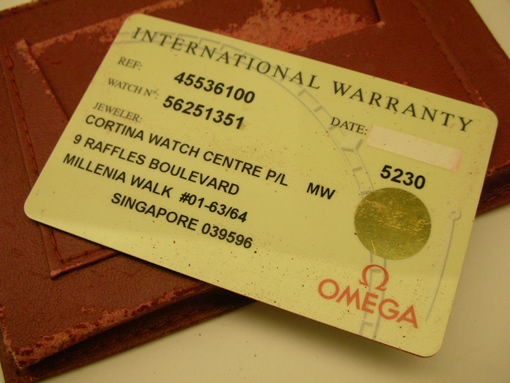 INTERNATIONAL WARRANTY
REF: 45536100
WATCH Nº: 56251351
DATE:
JEWELER:
CORTINA WATCH CENTRE P/L MW 5230
9 RAFFLES BOULEVARD
MILLENIA WALK #01-63/64
SINGAPORE 039596
Ω
OMEGA